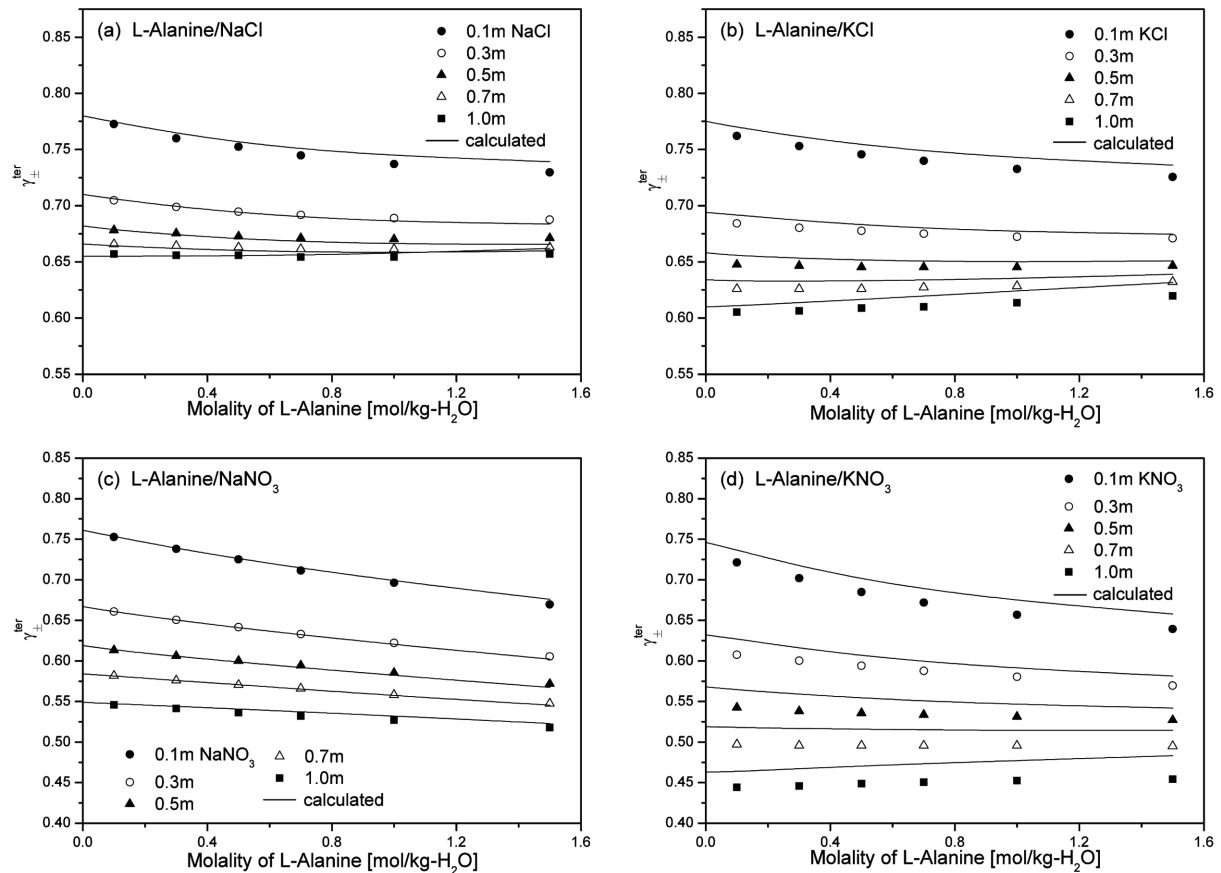 (a) L-Alanine/NaCl
0.1m NaCl
0.3m
0.5m
0.7m
1.0m
calculated
0.85
0.80
0.75
0.70
0.65
0.60
0.55
γ±^ter
0.0 0.4 0.8 1.2 1.6
Molality of L-Alanine [mol/kg-H₂O]
(b) L-Alanine/KCl
0.1m KCl
0.3m
0.5m
0.7m
1.0m
calculated
0.85
0.80
0.75
0.70
0.65
0.60
0.55
γ±^ter
0.0 0.4 0.8 1.2 1.6
Molality of L-Alanine [mol/kg-H₂O]
(c) L-Alanine/NaNO₃
0.85
0.80
0.75
0.70
0.65
0.60
0.55
0.50
0.45
0.40
γ±^ter
0.1m NaNO₃
0.3m
0.5m
0.7m
1.0m
calculated
0.0 0.4 0.8 1.2 1.6
Molality of L-Alanine [mol/kg-H₂O]
(d) L-Alanine/KNO₃
0.1m KNO₃
0.3m
0.5m
0.7m
1.0m
calculated
0.85
0.80
0.75
0.70
0.65
0.60
0.55
0.50
0.45
0.40
γ±^ter
0.0 0.4 0.8 1.2 1.6
Molality of L-Alanine [mol/kg-H₂O]